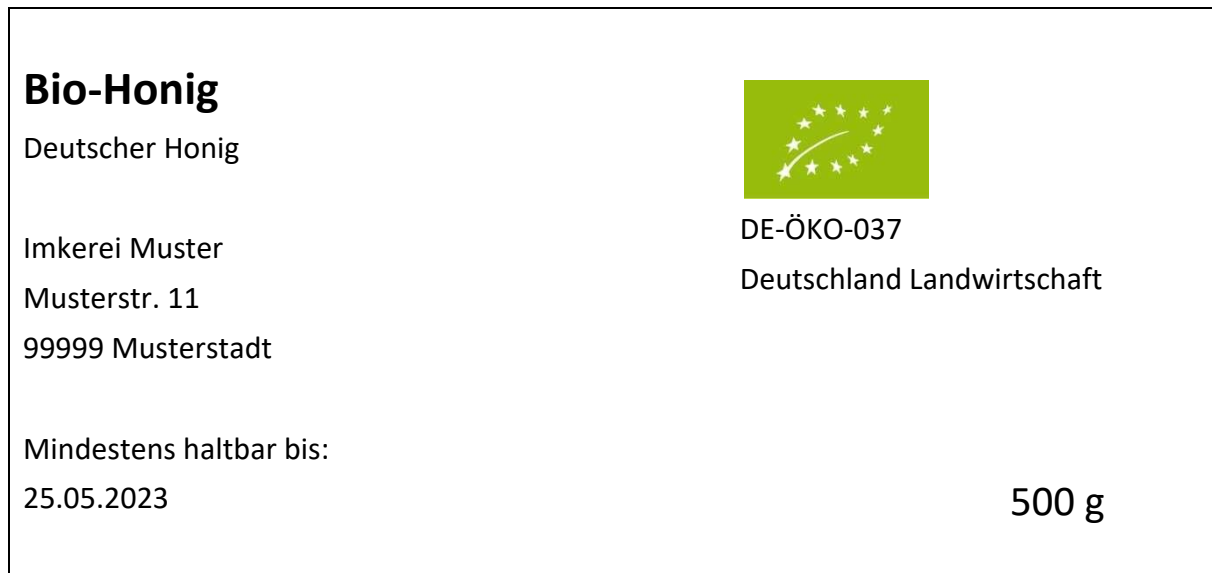 Bio-Honig
Deutscher Honig
Imkerei Muster
Musterstr. 11
99999 Musterstadt
Mindestens haltbar bis:
25.05.2023
DE-ÖKO-037
Deutschland Landwirtschaft
500 g